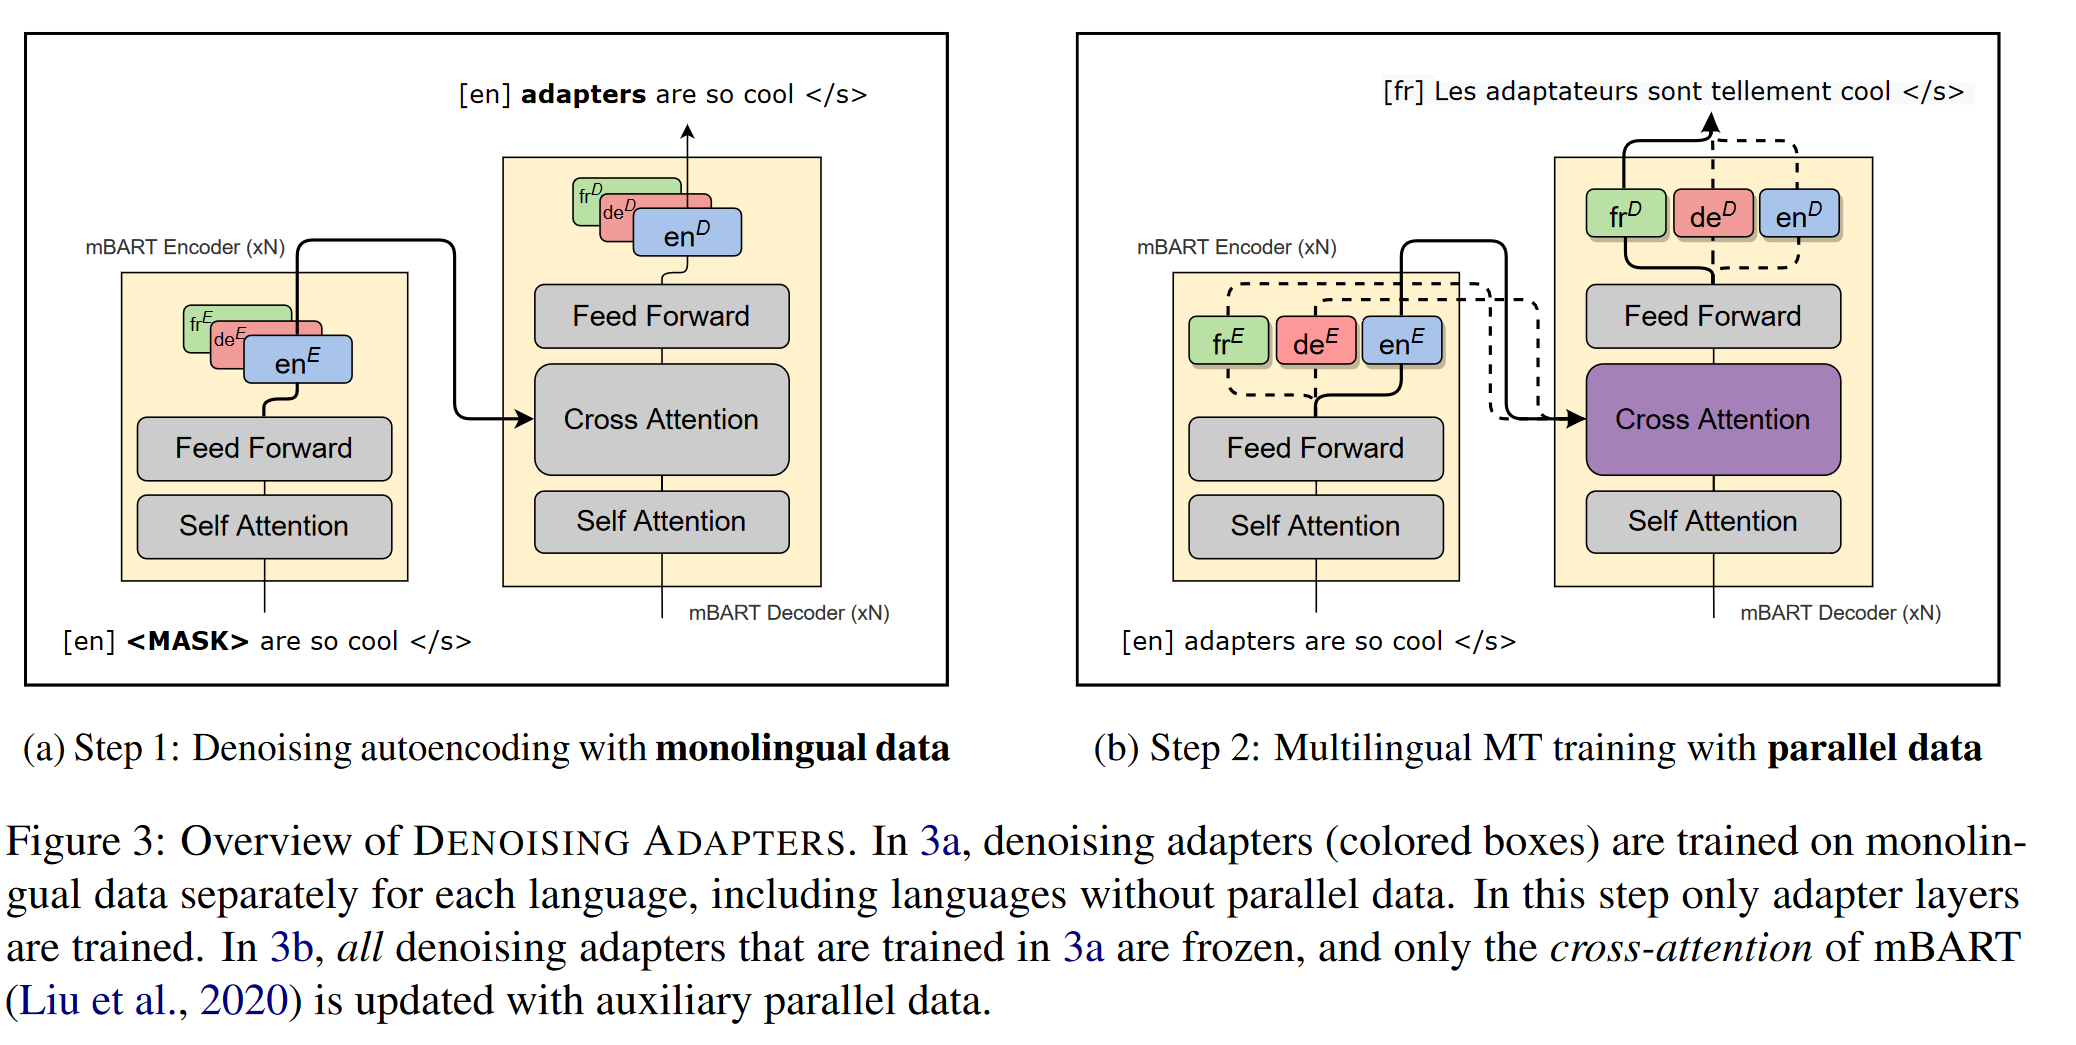 [en] adapters are so cool </s>
fr^D
de^D
en^D
mBART Encoder (xN)
Feed Forward
fr^E
de^E
en^E
Cross Attention
Feed Forward
Self Attention
Self Attention
mBART Decoder (xN)
[en] <MASK> are so cool </s>
(a) Step 1: Denoising autoencoding with monolingual data
[fr] Les adaptateurs sont tellement cool </s>
fr^D de^D en^D
mBART Encoder (xN)
Feed Forward
fr^E de^E en^E
Cross Attention
Feed Forward
Self Attention
Self Attention
mBART Decoder (xN)
[en] adapters are so cool </s>
(b) Step 2: Multilingual MT training with parallel data
Figure 3: Overview of DENOISING ADAPTERS. In 3a, denoising adapters (colored boxes) are trained on monolin-
gual data separately for each language, including languages without parallel data. In this step only adapter layers
are trained. In 3b, all denoising adapters that are trained in 3a are frozen, and only the cross-attention of mBART
(Liu et al., 2020) is updated with auxiliary parallel data.